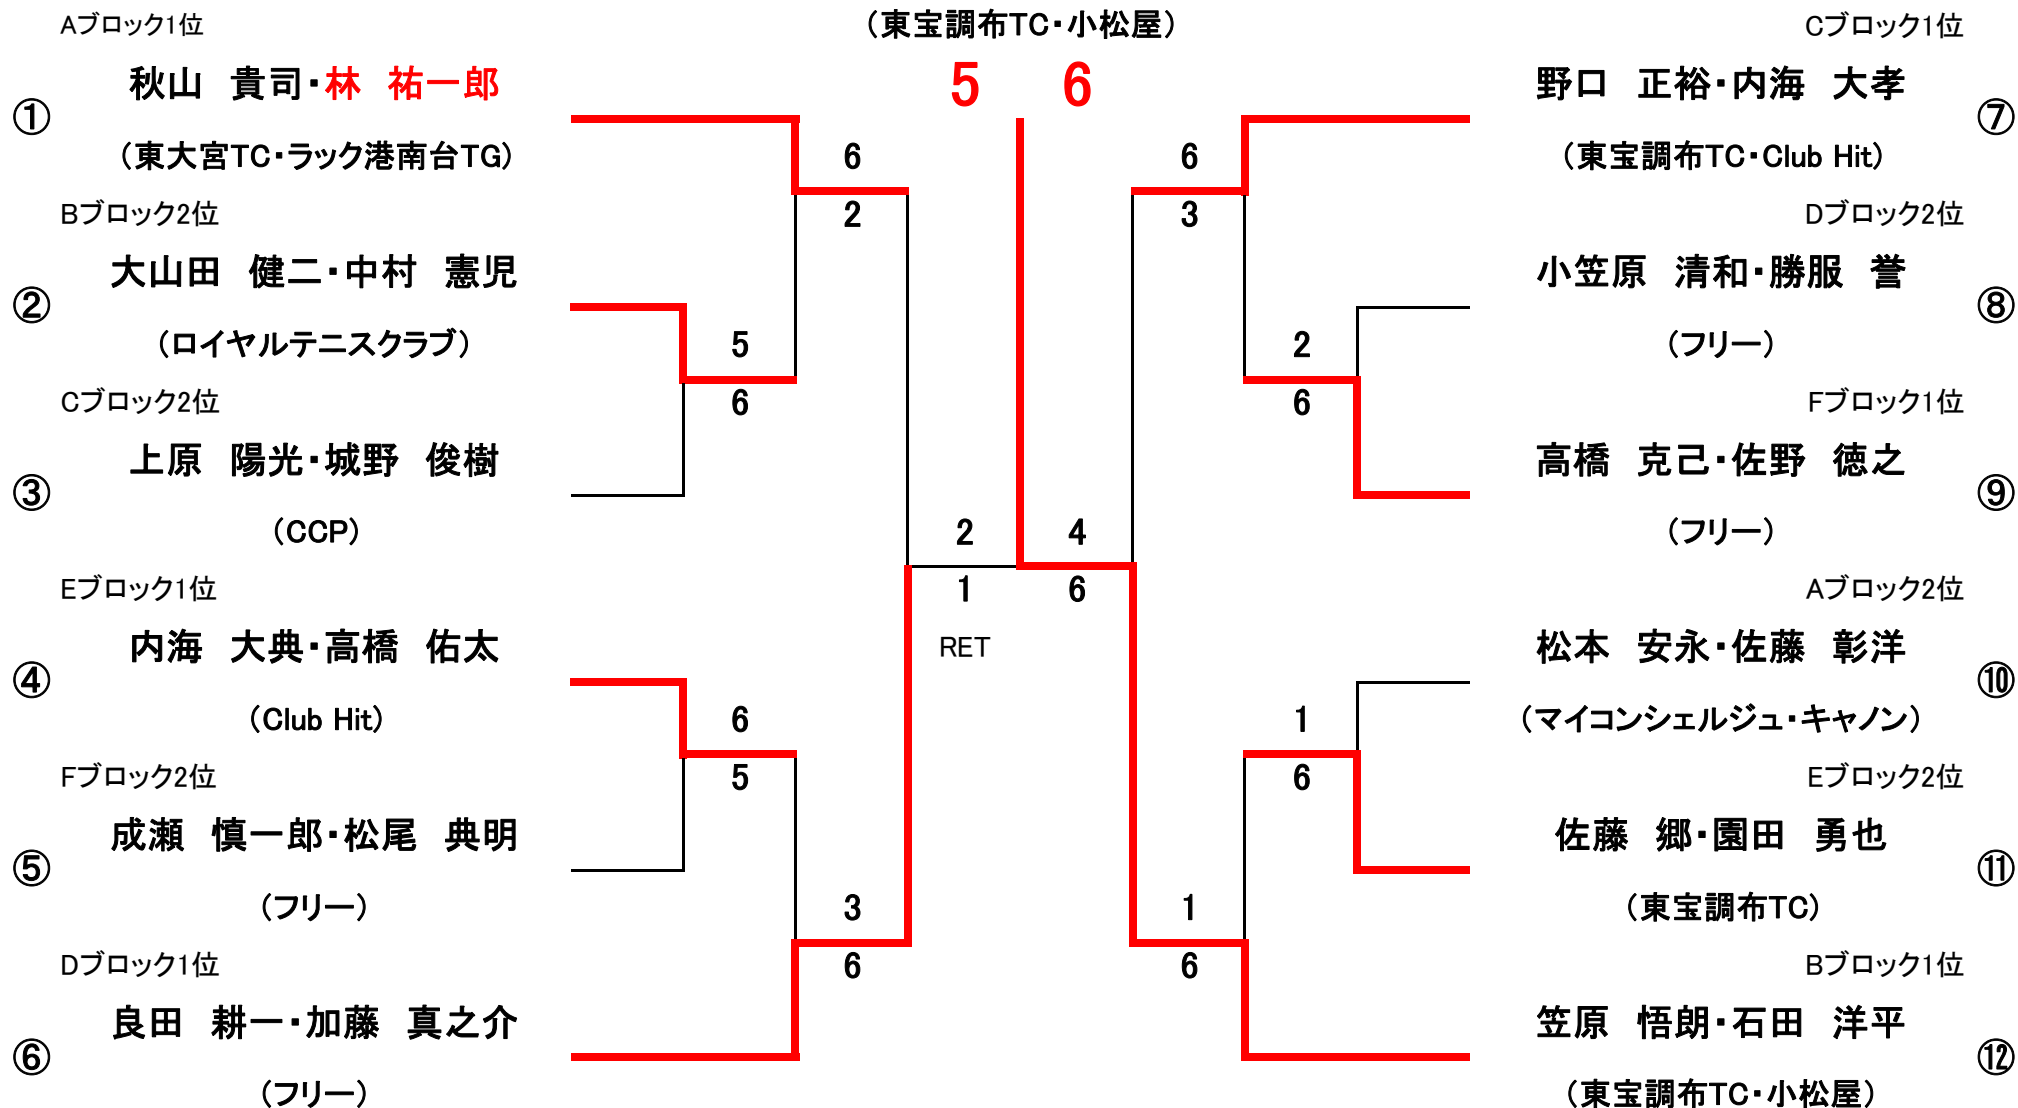 (東宝調布TC・小松屋)
5 6
Aブロック1位
① 秋山 貴司・林 祐一郎
(東大宮TC・ラック港南台TG)
Bブロック2位
② 大山田 健二・中村 憲児
(ロイヤルテニスクラブ)
Cブロック2位
③ 上原 陽光・城野 俊樹
(CCP)
Eブロック1位
④ 内海 大典・高橋 佑太
(Club Hit)
Fブロック2位
⑤ 成瀬 慎一郎・松尾 典明
(フリー)
Dブロック1位
⑥ 良田 耕一・加藤 真之介
(フリー)
6
2
5
6
6
5
3
6
2
1
RET
4
6
6
3
2
6
1
6
1
6
Cブロック1位
野口 正裕・内海 大孝 ⑦
(東宝調布TC・Club Hit)
Dブロック2位
小笠原 清和・勝服 誉 ⑧
(フリー)
Fブロック1位
高橋 克己・佐野 徳之 ⑨
(フリー)
Aブロック2位
松本 安永・佐藤 彰洋 ⑩
(マイコンシェルジュ・キャノン)
Eブロック2位
佐藤 郷・園田 勇也 ⑪
(東宝調布TC)
Bブロック1位
笠原 悟朗・石田 洋平 ⑫
(東宝調布TC・小松屋)